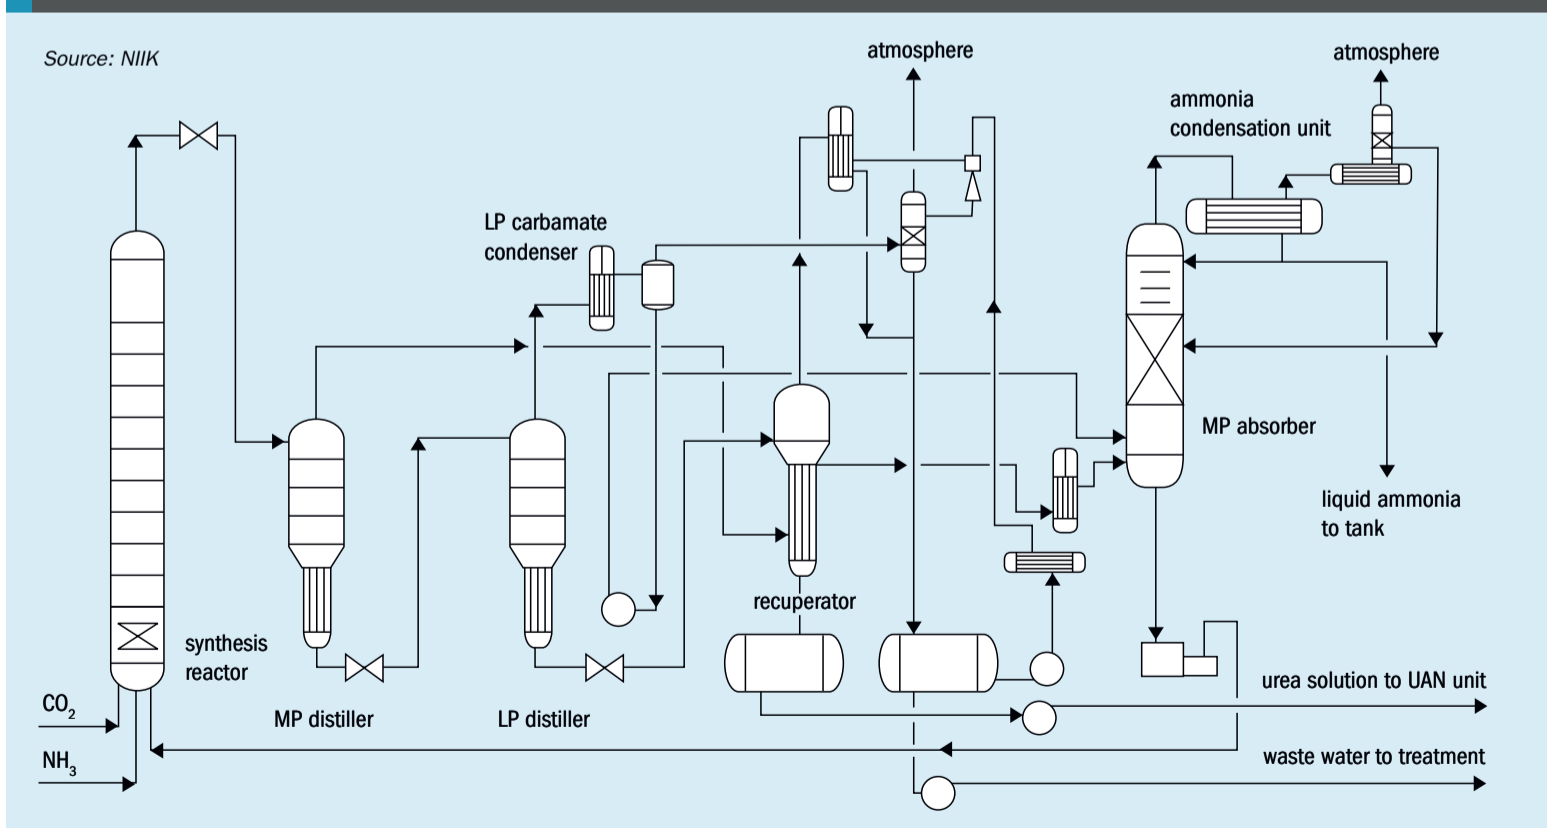 Source: NIIK
atmosphere
atmosphere
ammonia
condensation unit
LP carbamate
condenser
MP absorber
liquid ammonia
to tank
recuperator
synthesis
reactor
urea solution to UAN unit
CO2
MP distiller
LP distiller
NH3
waste water to treatment